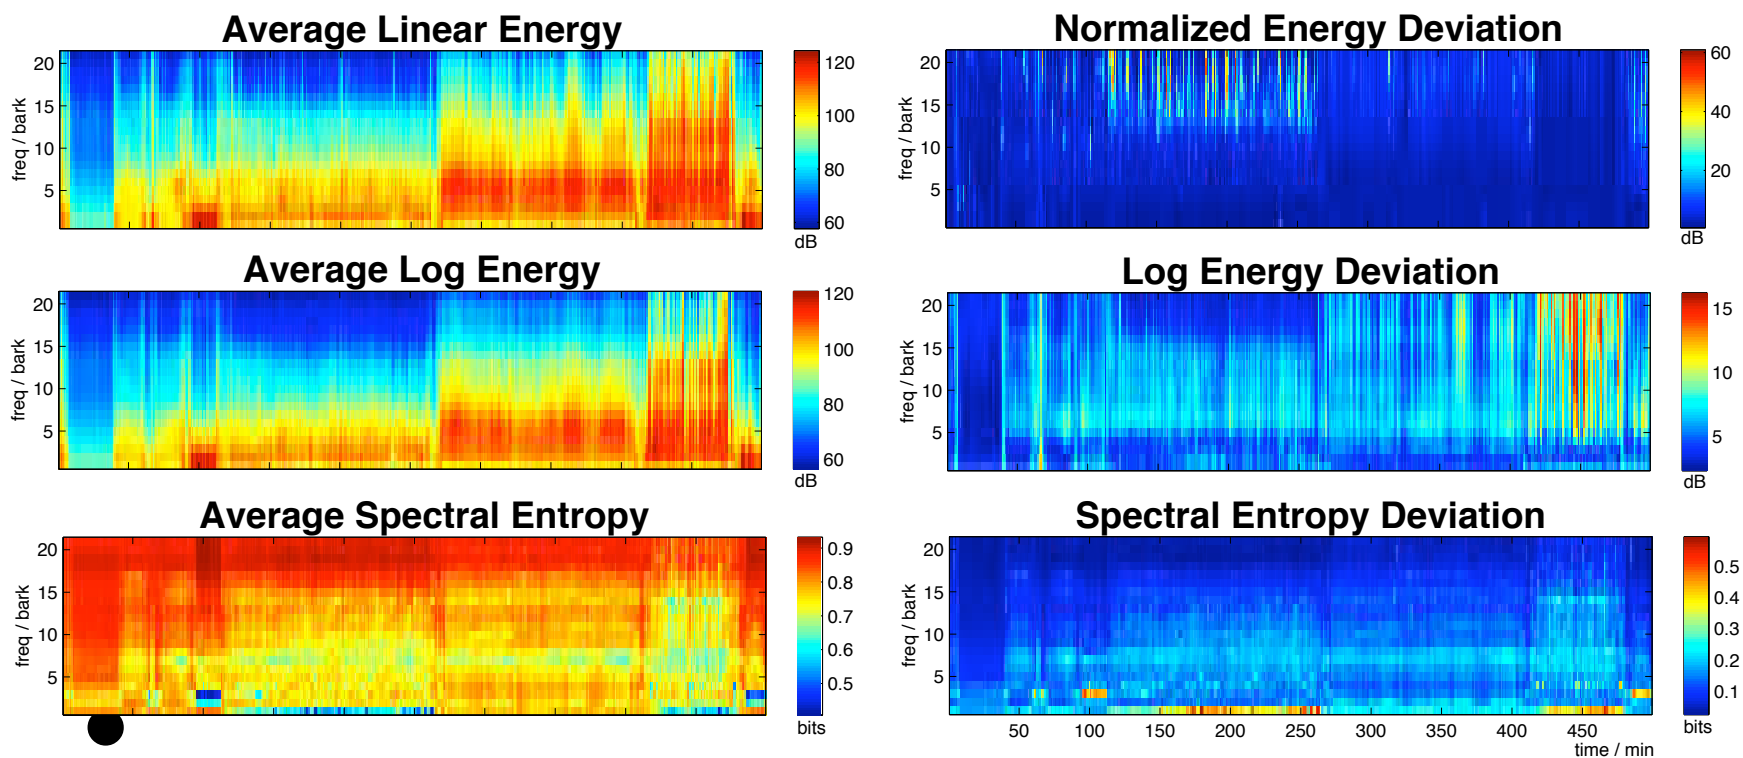 Average Linear Energy
freq / bark
20
15
10
5
120
100
80
60
dB
Normalized Energy Deviation
freq / bark
20
15
10
5
60
40
20
dB
Average Log Energy
freq / bark
20
15
10
5
120
100
80
60
dB
Log Energy Deviation
freq / bark
20
15
10
5
15
10
5
dB
Average Spectral Entropy
freq / bark
20
15
10
5
0.9
0.8
0.7
0.6
0.5
bits
Spectral Entropy Deviation
freq / bark
20
15
10
5
0.5
0.4
0.3
0.2
0.1
bits
50 100 150 200 250 300 350 400 450
time / min